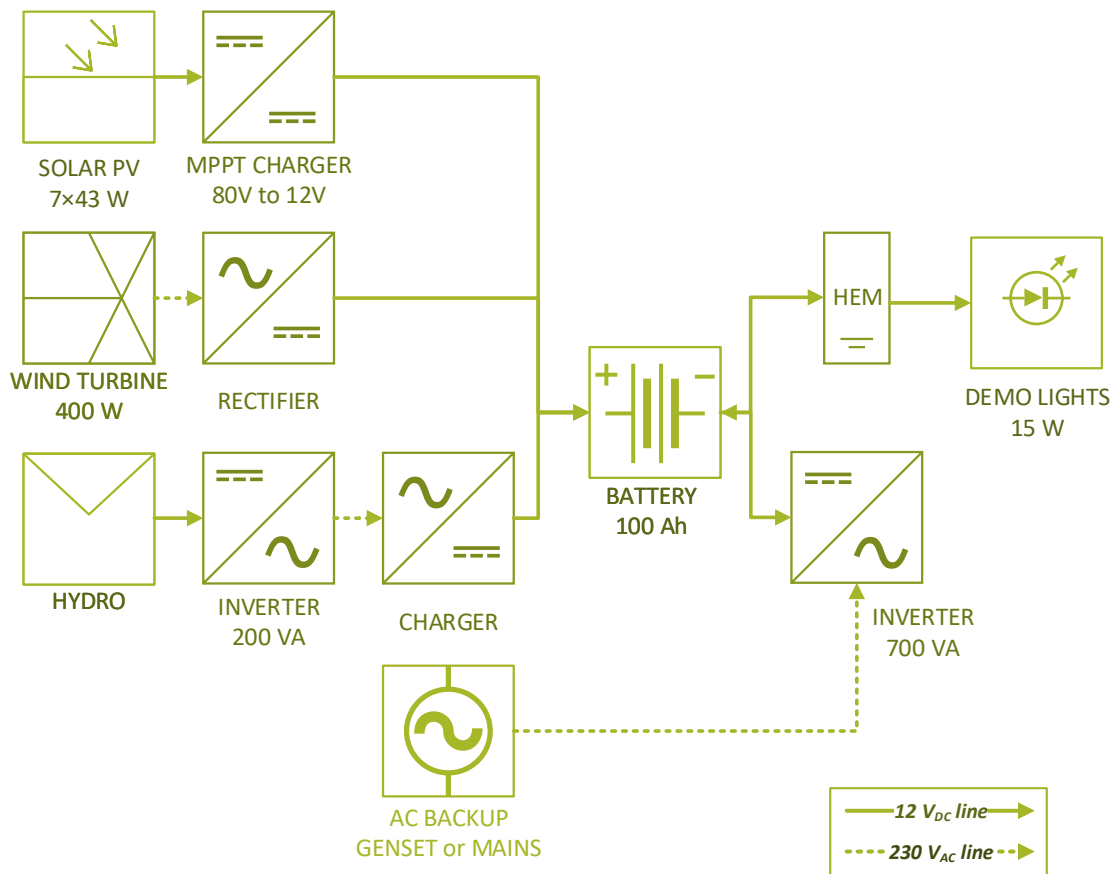 SOLAR PV
7×43 W
MPPT CHARGER
80V to 12V
WIND TURBINE
400 W
RECTIFIER
HEM
DEMO LIGHTS
15 W
+
−
BATTERY
100 Ah
HYDRO
INVERTER
200 VA
CHARGER
INVERTER
700 VA
AC BACKUP
GENSET or MAINS
12 VDC line
230 VAC line